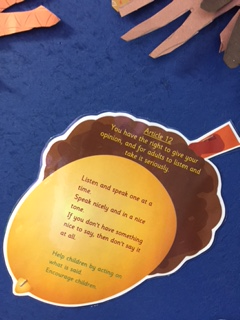 Article 12
You have the right to give your
opinion, and for adults to listen and
take it seriously.
Listen and speak one at a
time.
Speak nicely and in a nice
tone
If you don't have something
nice to say, then don't say it
at all.
Help children by acting on
what is said.
Encourage children.